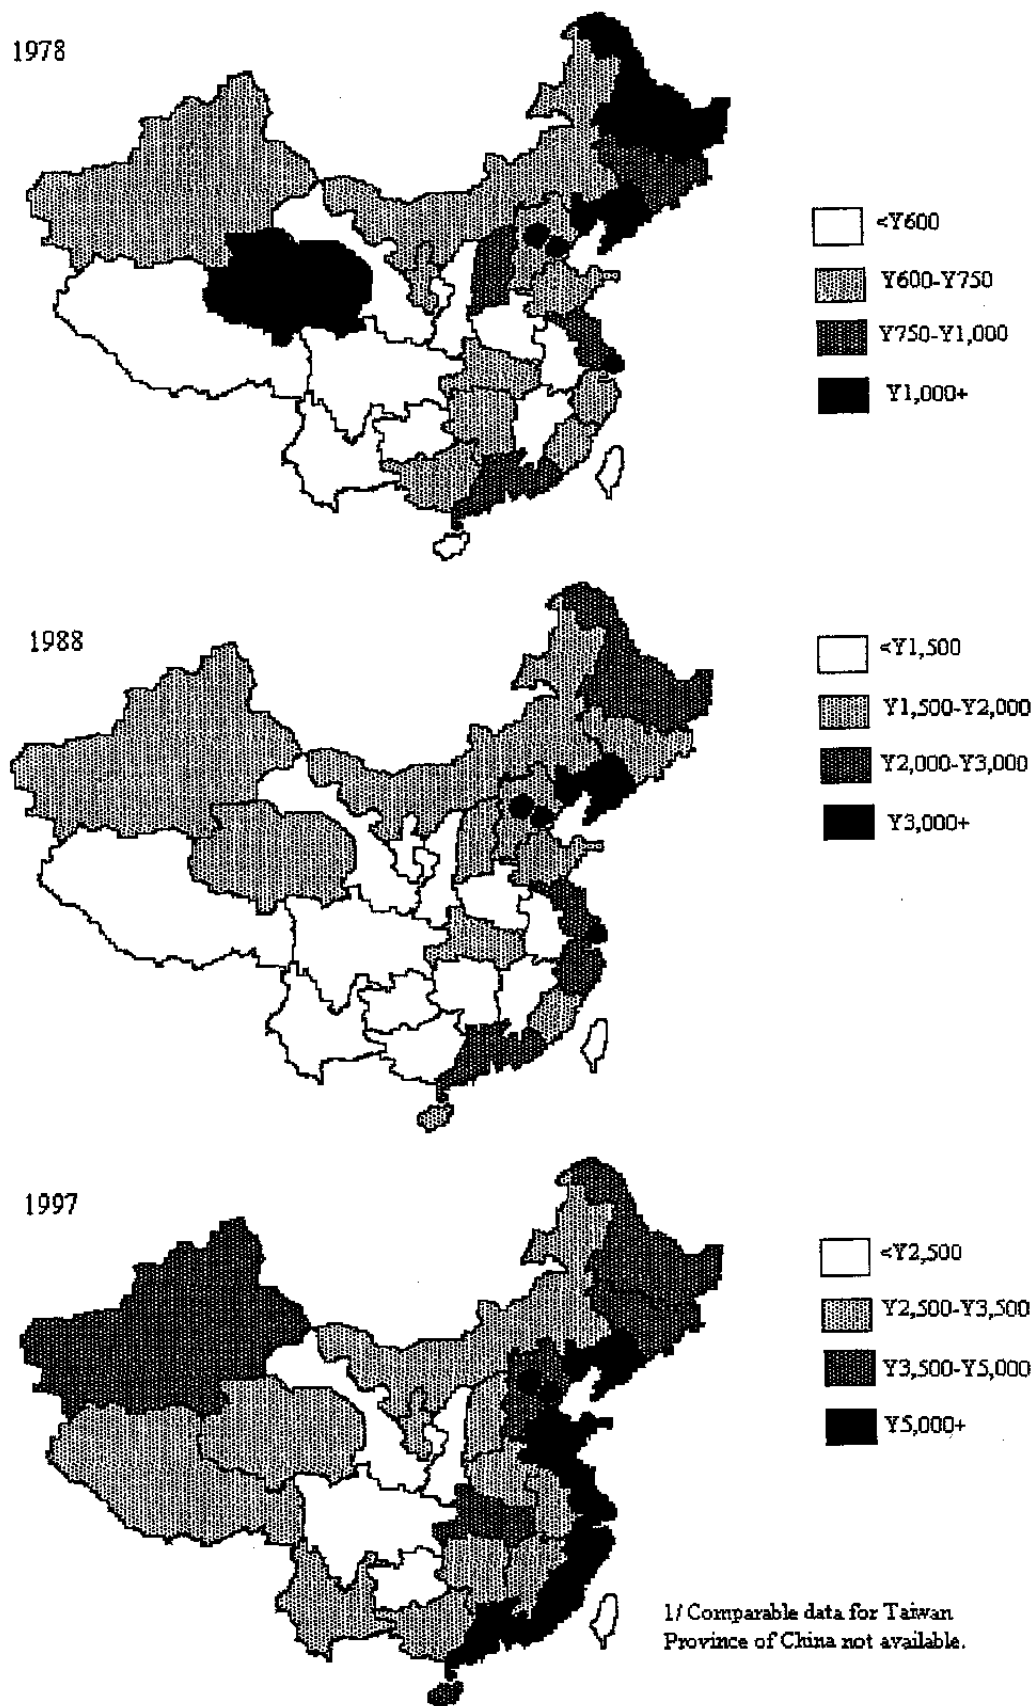 1978
<Y600
Y600-Y750
Y750-Y1,000
Y1,000+
1988
<Y1,500
Y1,500-Y2,000
Y2,000-Y3,000
Y3,000+
1997
<Y2,500
Y2,500-Y3,500
Y3,500-Y5,000
Y5,000+
1/ Comparable data for Taiwan
Province of China not available.